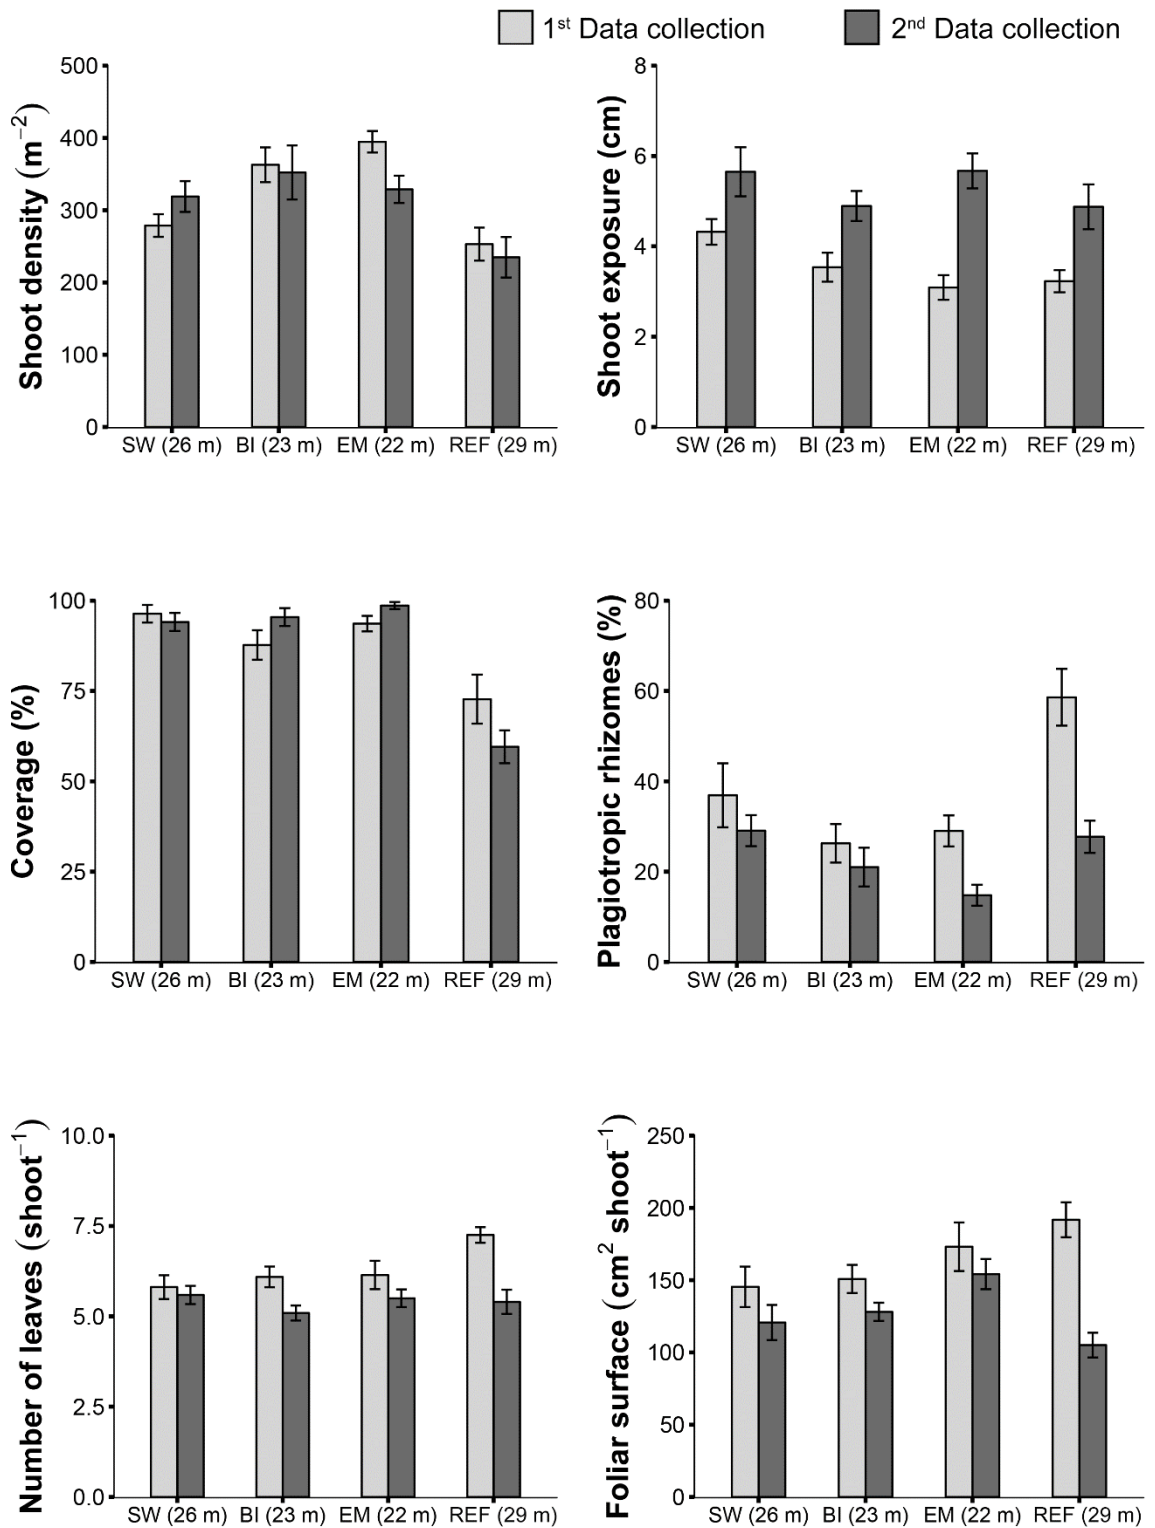 1st Data collection
2nd Data collection
Shoot density (m−2)
500
400
300
200
100
0
SW (26 m) BI (23 m) EM (22 m) REF (29 m)
Shoot exposure (cm)
8
6
4
2
0
SW (26 m) BI (23 m) EM (22 m) REF (29 m)
Coverage (%)
100
75
50
25
0
SW (26 m) BI (23 m) EM (22 m) REF (29 m)
Plagiotropic rhizomes (%)
80
60
40
20
0
SW (26 m) BI (23 m) EM (22 m) REF (29 m)
Number of leaves (shoot−1)
10.0
7.5
5.0
2.5
0.0
SW (26 m) BI (23 m) EM (22 m) REF (29 m)
Foliar surface (cm2 shoot−1)
250
200
150
100
50
0
SW (26 m) BI (23 m) EM (22 m) REF (29 m)